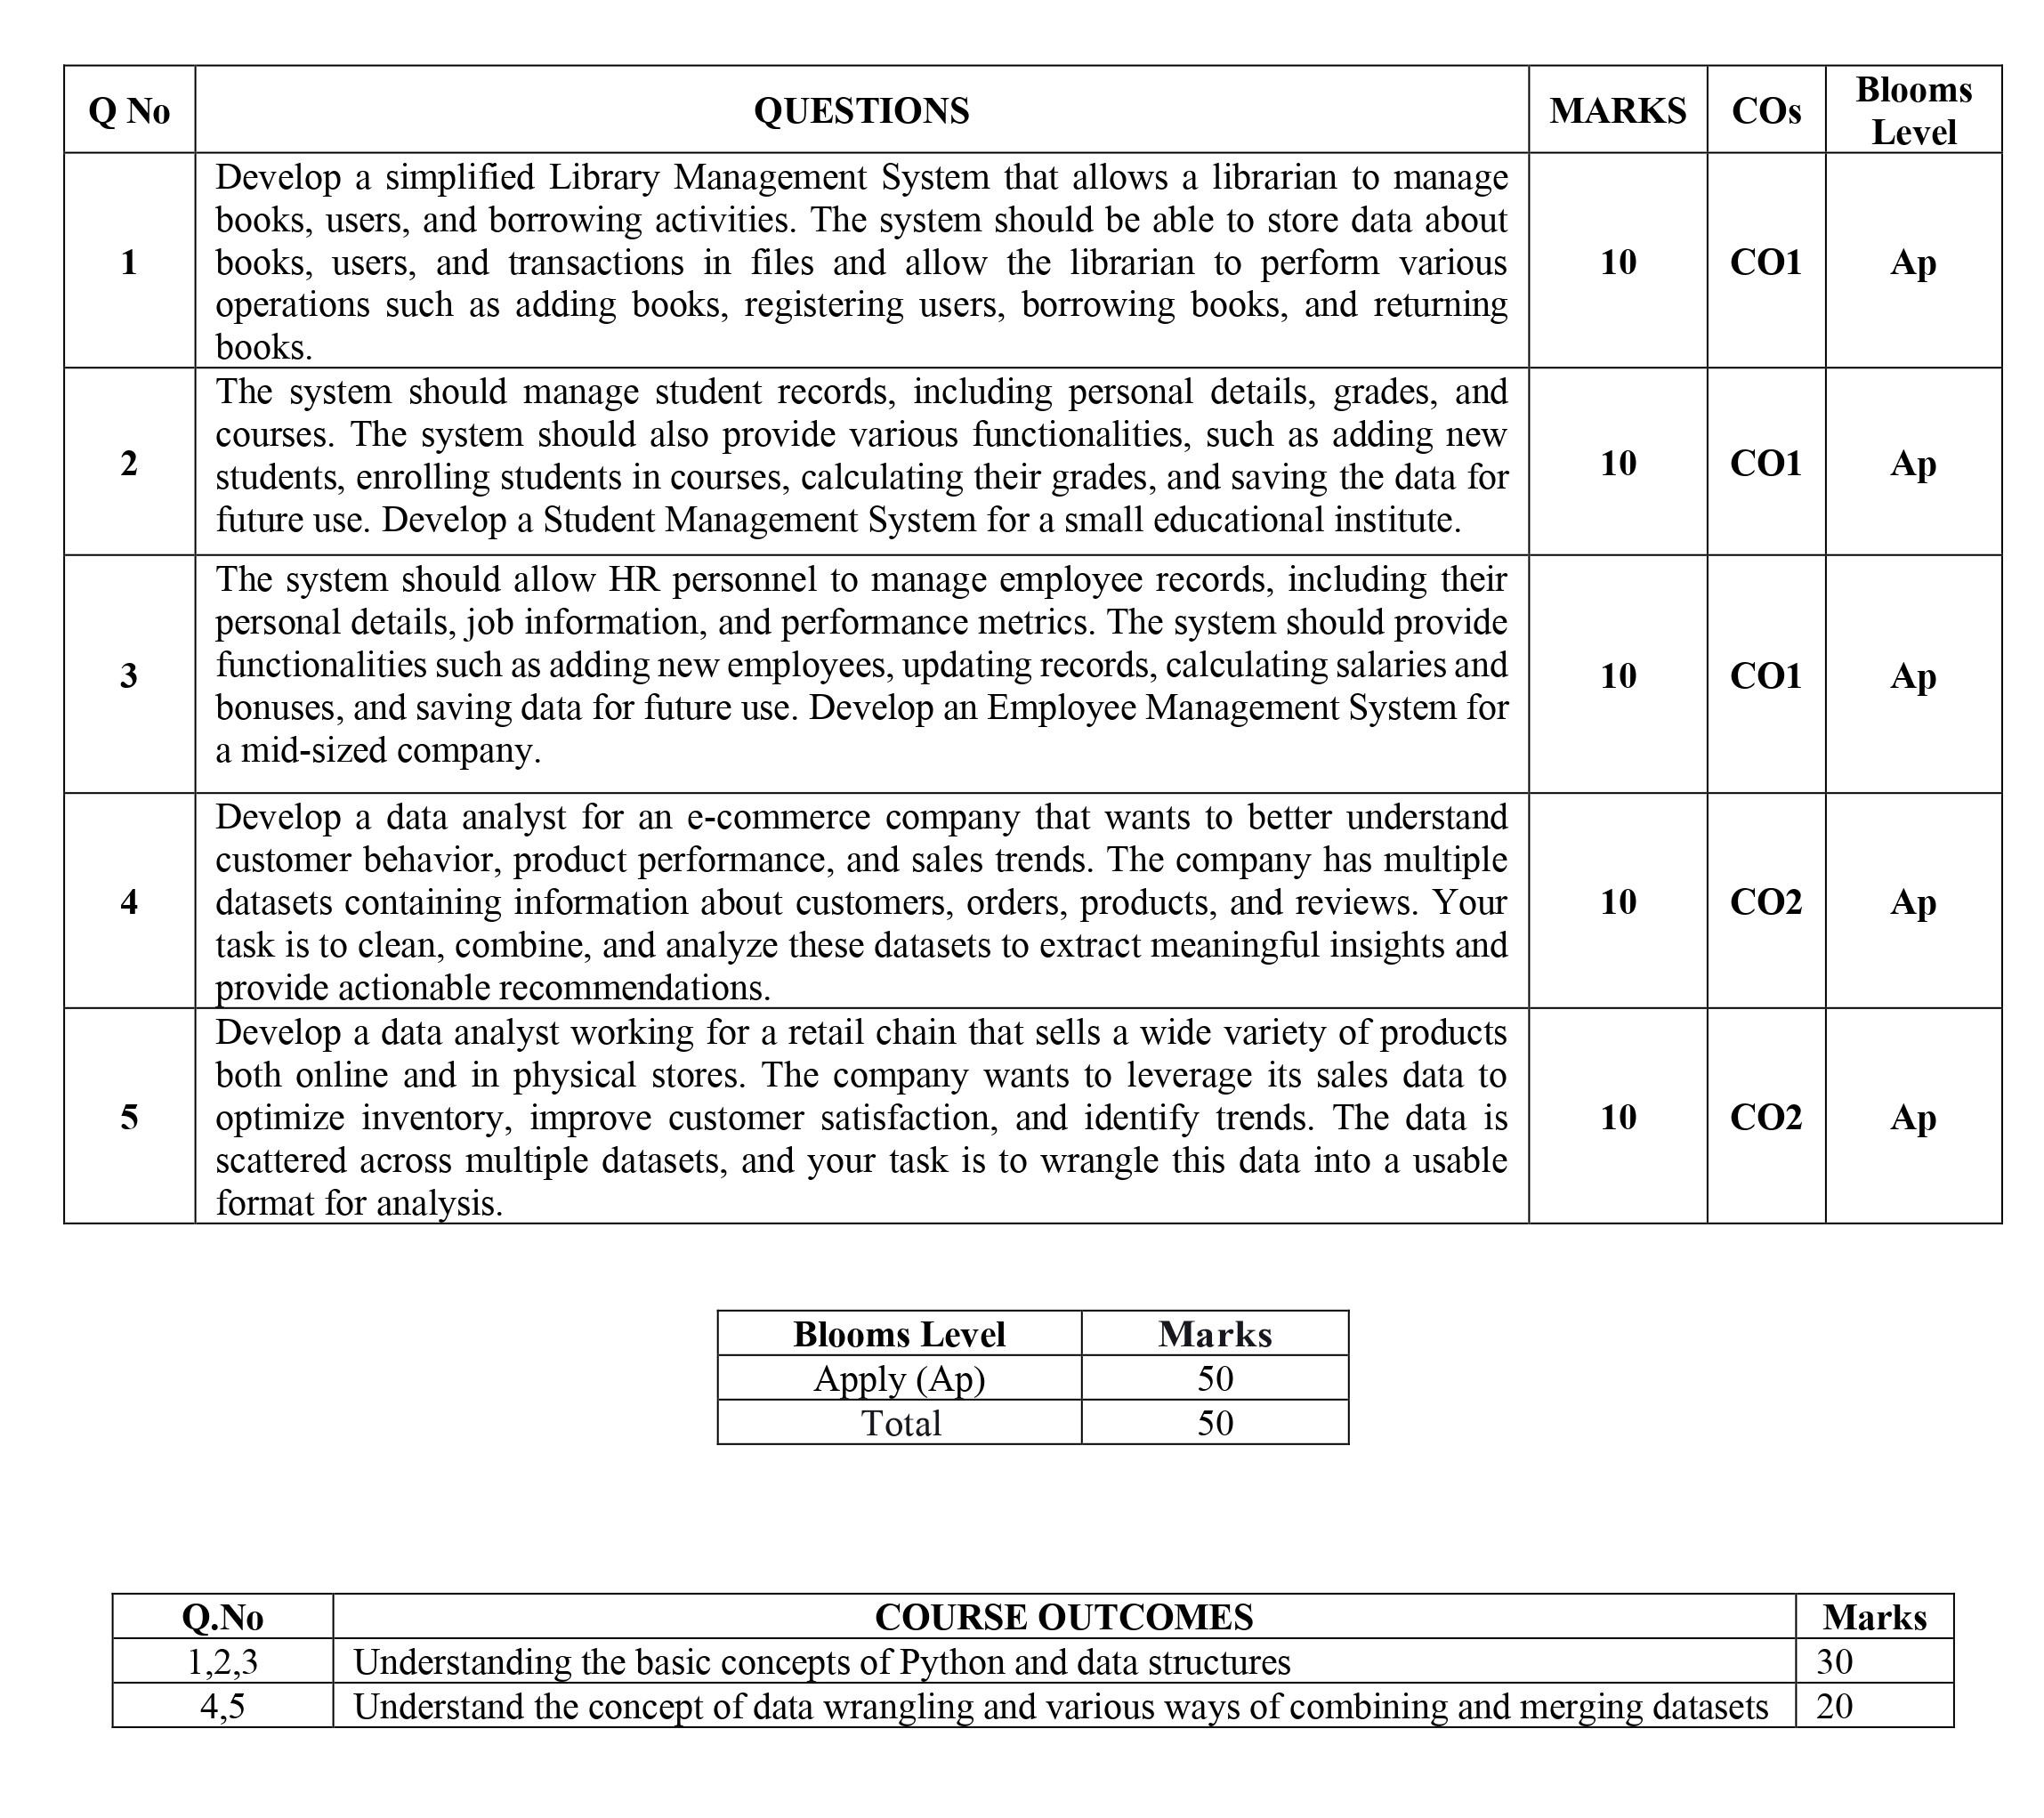 Q No QUESTIONS MARKS COs Blooms Level
1
Develop a simplified Library Management System that allows a librarian to manage
books, users, and borrowing activities. The system should be able to store data about
books, users, and transactions in files and allow the librarian to perform various
operations such as adding books, registering users, borrowing books, and returning
books.
10 CO1 Ap
2
The system should manage student records, including personal details, grades, and
courses. The system should also provide various functionalities, such as adding new
students, enrolling students in courses, calculating their grades, and saving the data for
future use. Develop a Student Management System for a small educational institute.
10 CO1 Ap
3
The system should allow HR personnel to manage employee records, including their
personal details, job information, and performance metrics. The system should provide
functionalities such as adding new employees, updating records, calculating salaries and
bonuses, and saving data for future use. Develop an Employee Management System for
a mid-sized company.
10 CO1 Ap
4
Develop a data analyst for an e-commerce company that wants to better understand
customer behavior, product performance, and sales trends. The company has multiple
datasets containing information about customers, orders, products, and reviews. Your
task is to clean, combine, and analyze these datasets to extract meaningful insights and
provide actionable recommendations.
10 CO2 Ap
5
Develop a data analyst working for a retail chain that sells a wide variety of products
both online and in physical stores. The company wants to leverage its sales data to
optimize inventory, improve customer satisfaction, and identify trends. The data is
scattered across multiple datasets, and your task is to wrangle this data into a usable
format for analysis.
10 CO2 Ap
Blooms Level Marks
Apply (Ap) 50
Total 50
Q.No COURSE OUTCOMES Marks
1,2,3 Understanding the basic concepts of Python and data structures 30
4,5 Understand the concept of data wrangling and various ways of combining and merging datasets 20